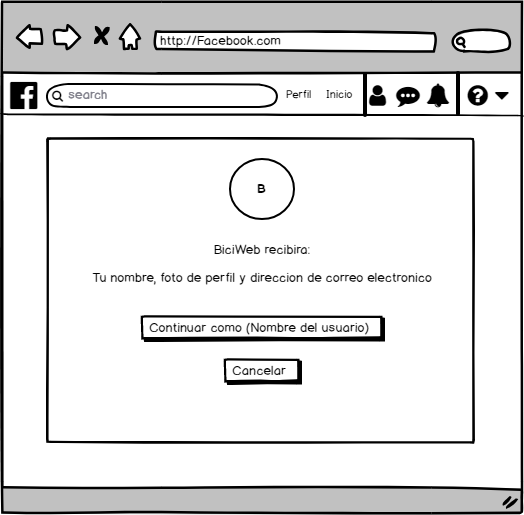 http://Facebook.com
f
search
Perfil
Inicio
?
B
BiciWeb recibira:
Tu nombre, foto de perfil y direccion de correo electronico
Continuar como (Nombre del usuario)
Cancelar